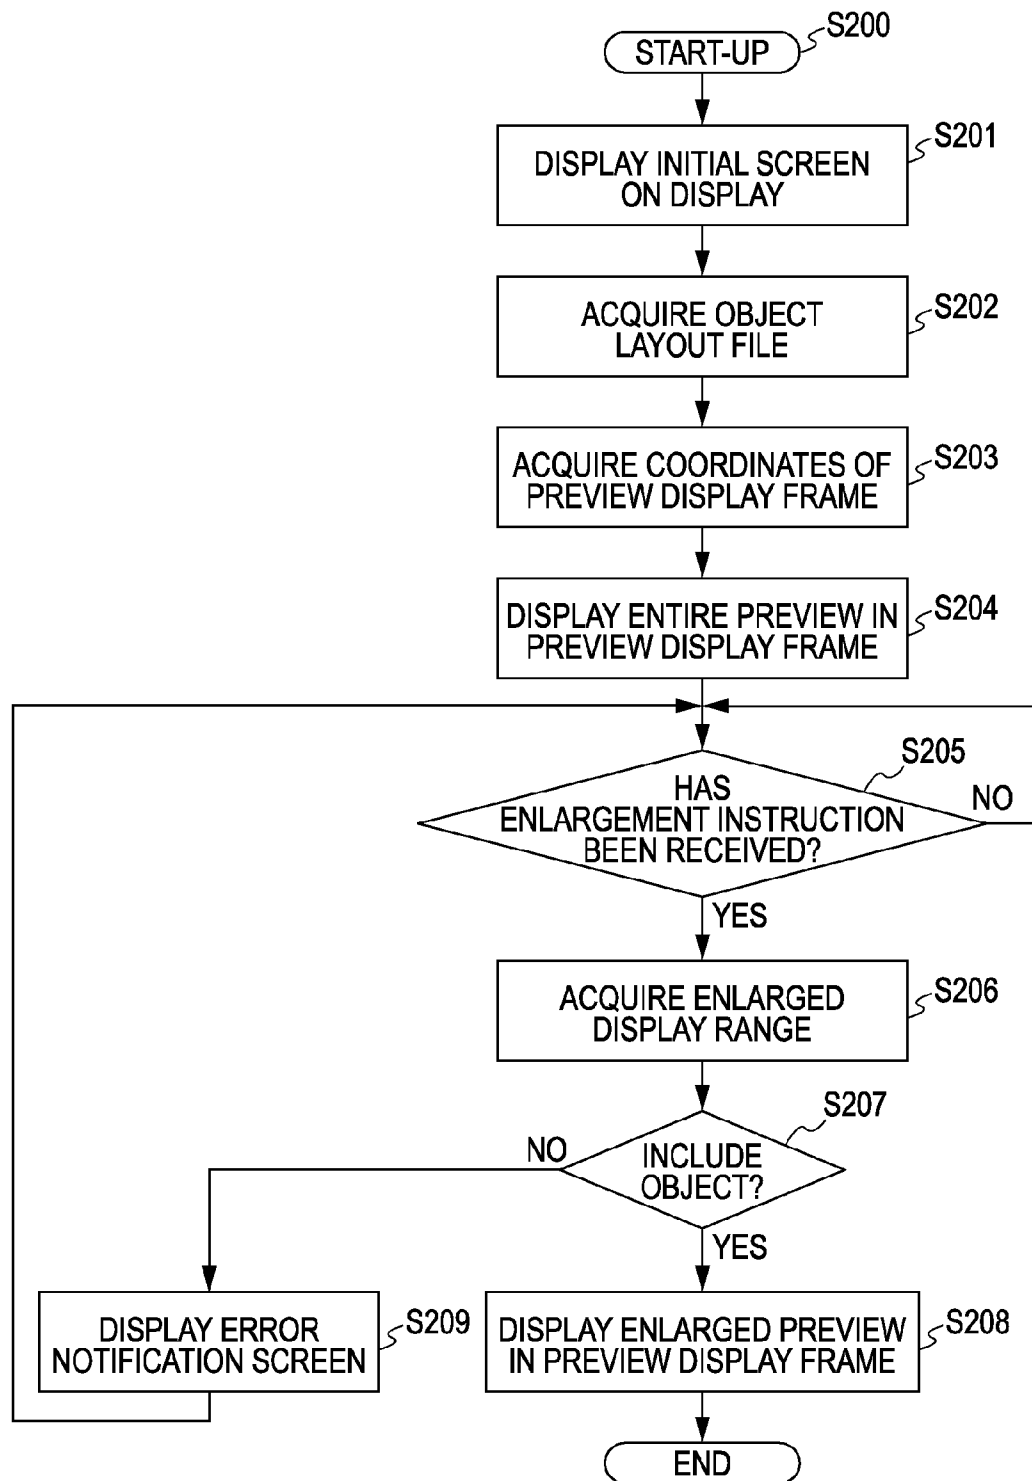 START-UP
S200
DISPLAY INITIAL SCREEN
ON DISPLAY
S201
ACQUIRE OBJECT
LAYOUT FILE
S202
ACQUIRE COORDINATES OF
PREVIEW DISPLAY FRAME
S203
DISPLAY ENTIRE PREVIEW IN
PREVIEW DISPLAY FRAME
S204
S205
HAS
ENLARGEMENT INSTRUCTION
BEEN RECEIVED?
NO
YES
ACQUIRE ENLARGED
DISPLAY RANGE
S206
S207
INCLUDE
OBJECT?
NO
YES
DISPLAY ERROR
NOTIFICATION SCREEN
S209
DISPLAY ENLARGED PREVIEW
IN PREVIEW DISPLAY FRAME
S208
END